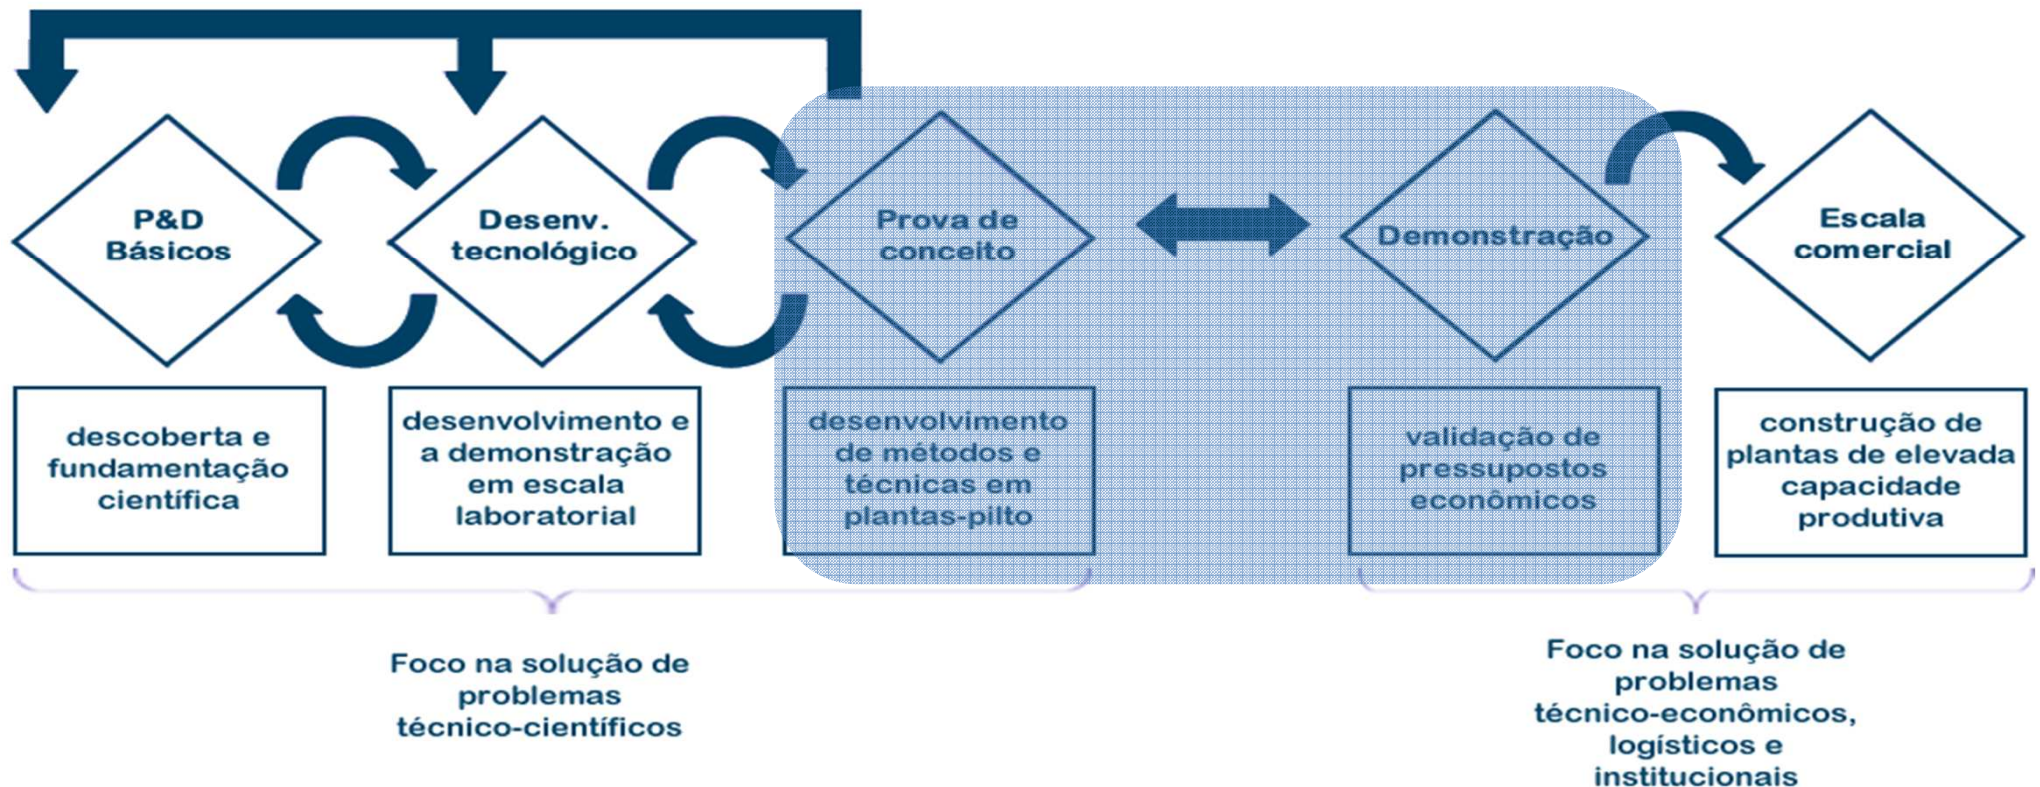 P&D
Básicos
Desenv.
tecnológico
Prova de
conceito
Demonstração
Escala
comercial
descoberta e
fundamentação
científica
desenvolvimento e
a demonstração
em escala
laboratorial
desenvolvimento
de métodos e
técnicas em
plantas-pilto
validação de
pressupostos
econômicos
construção de
plantas de elevada
capacidade
produtiva
Foco na solução de
problemas
técnico-científicos
Foco na solução de
problemas
técnico-econômicos,
logísticos e
institucionais